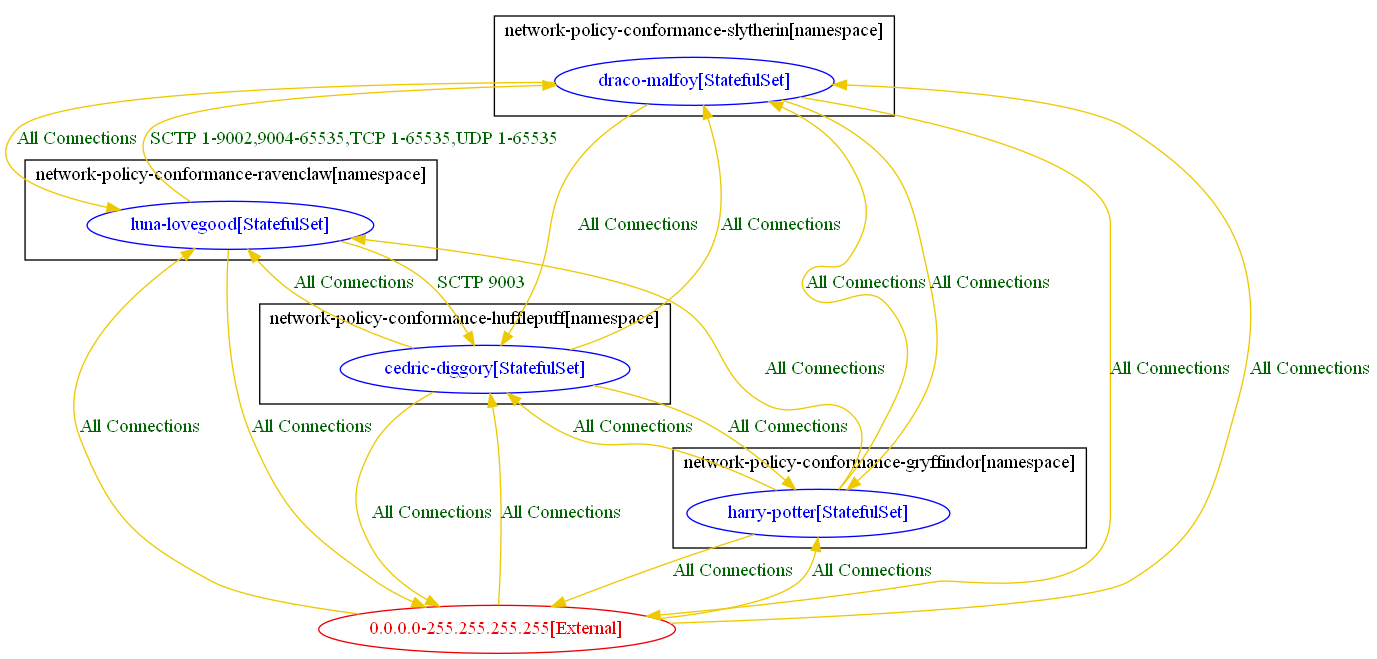 network-policy-conformance-slytherin[namespace]
draco-malfoy[StatefulSet]
All Connections
SCTP 1-9002,9004-65535,TCP 1-65535,UDP 1-65535
network-policy-conformance-ravenclaw[namespace]
luna-lovegood[StatefulSet]
All Connections
All Connections
All Connections
SCTP 9003
All Connections
All Connections
network-policy-conformance-hufflepuff[namespace]
cedric-diggory[StatefulSet]
All Connections
All Connections
All Connections
All Connections
All Connections
All Connections
All Connections
network-policy-conformance-gryffindor[namespace]
harry-potter[StatefulSet]
All Connections
All Connections
All Connections
All Connections
0.0.0.0-255.255.255.255[External]